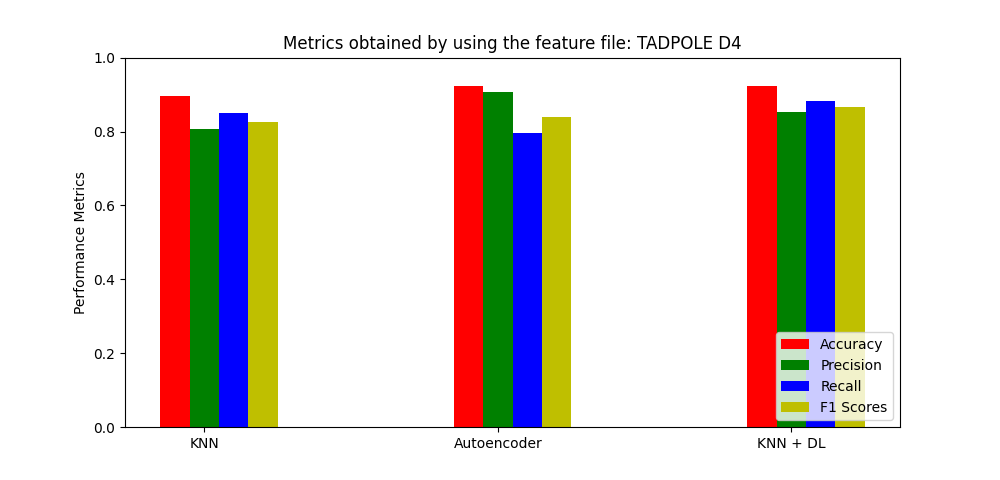 Metrics obtained by using the feature file: TADPOLE D4
Performance Metrics
1.0
0.8
0.6
0.4
0.2
0.0
KNN
Autoencoder
KNN + DL
Accuracy
Precision
Recall
F1 Scores